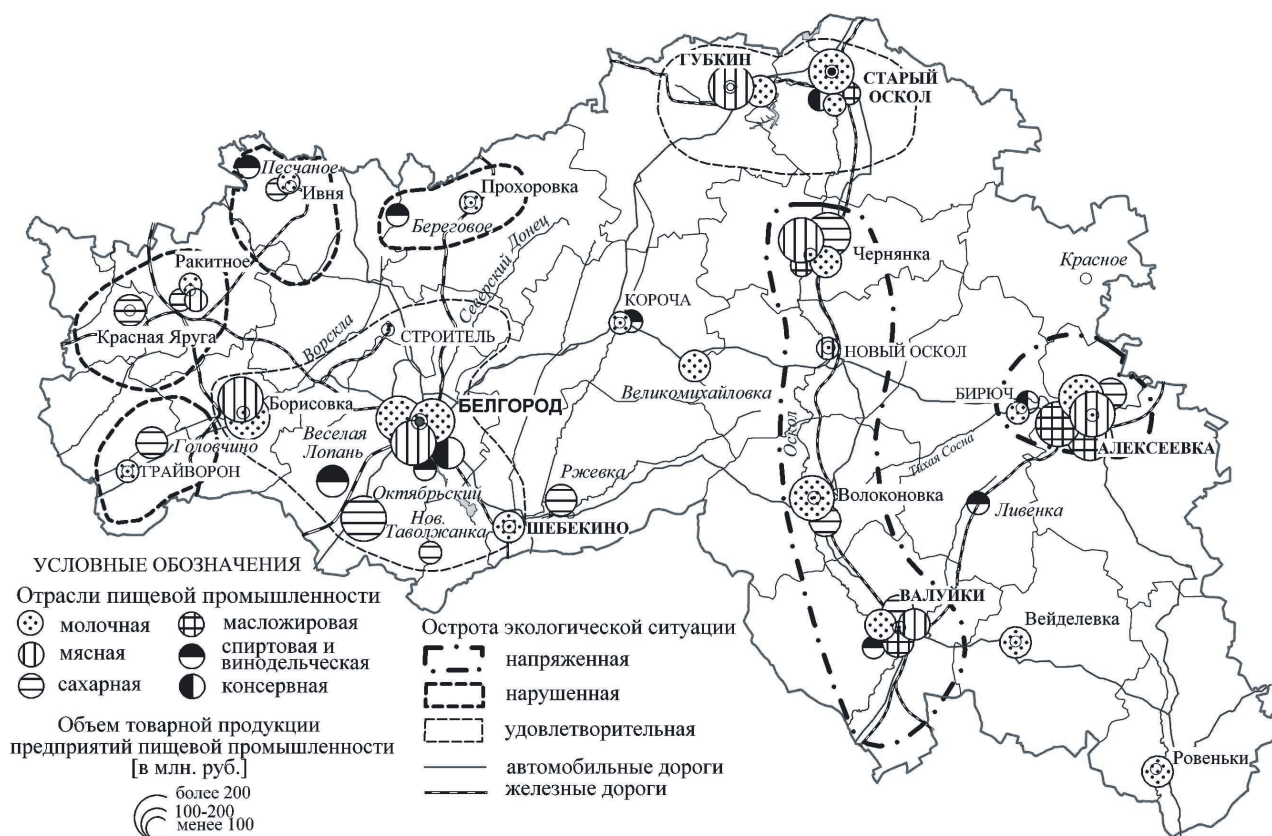 ГУБКИН
СТАРЫЙ
ОСКОЛ
Песчаное
Ивня
Прохоровка
Береговое
Северский Донец
Чернянка
Красное
Ракитное
Красная Яруга
Ворскла
СТРОИТЕЛЬ
КОРОЧА
НОВЫЙ ОСКОЛ
Великомихайловка
Оскол
БИРЮЧ
Тихая Сосна
АЛЕКСЕЕВКА
Борисовка
БЕЛГОРОД
Головчино
ГРАЙВОРОН
Веселая
Лопань
Октябрьский
Нов.
Таволжанка
Ржевка
ШЕБЕКИНО
Волоконовка
Ливенка
ВАЛУЙКИ
Вейделевка
Ровеньки
УСЛОВНЫЕ ОБОЗНАЧЕНИЯ
Отрасли пищевой промышленности
молочная
масложировая
мясная
спиртовая и
винодельческая
сахарная
консервная
Объем товарной продукции
предприятий пищевой промышленности
[в млн. руб.]
более 200
100-200
менее 100
Острота экологической ситуации
напряженная
нарушенная
удовлетворительная
автомобильные дороги
железные дороги